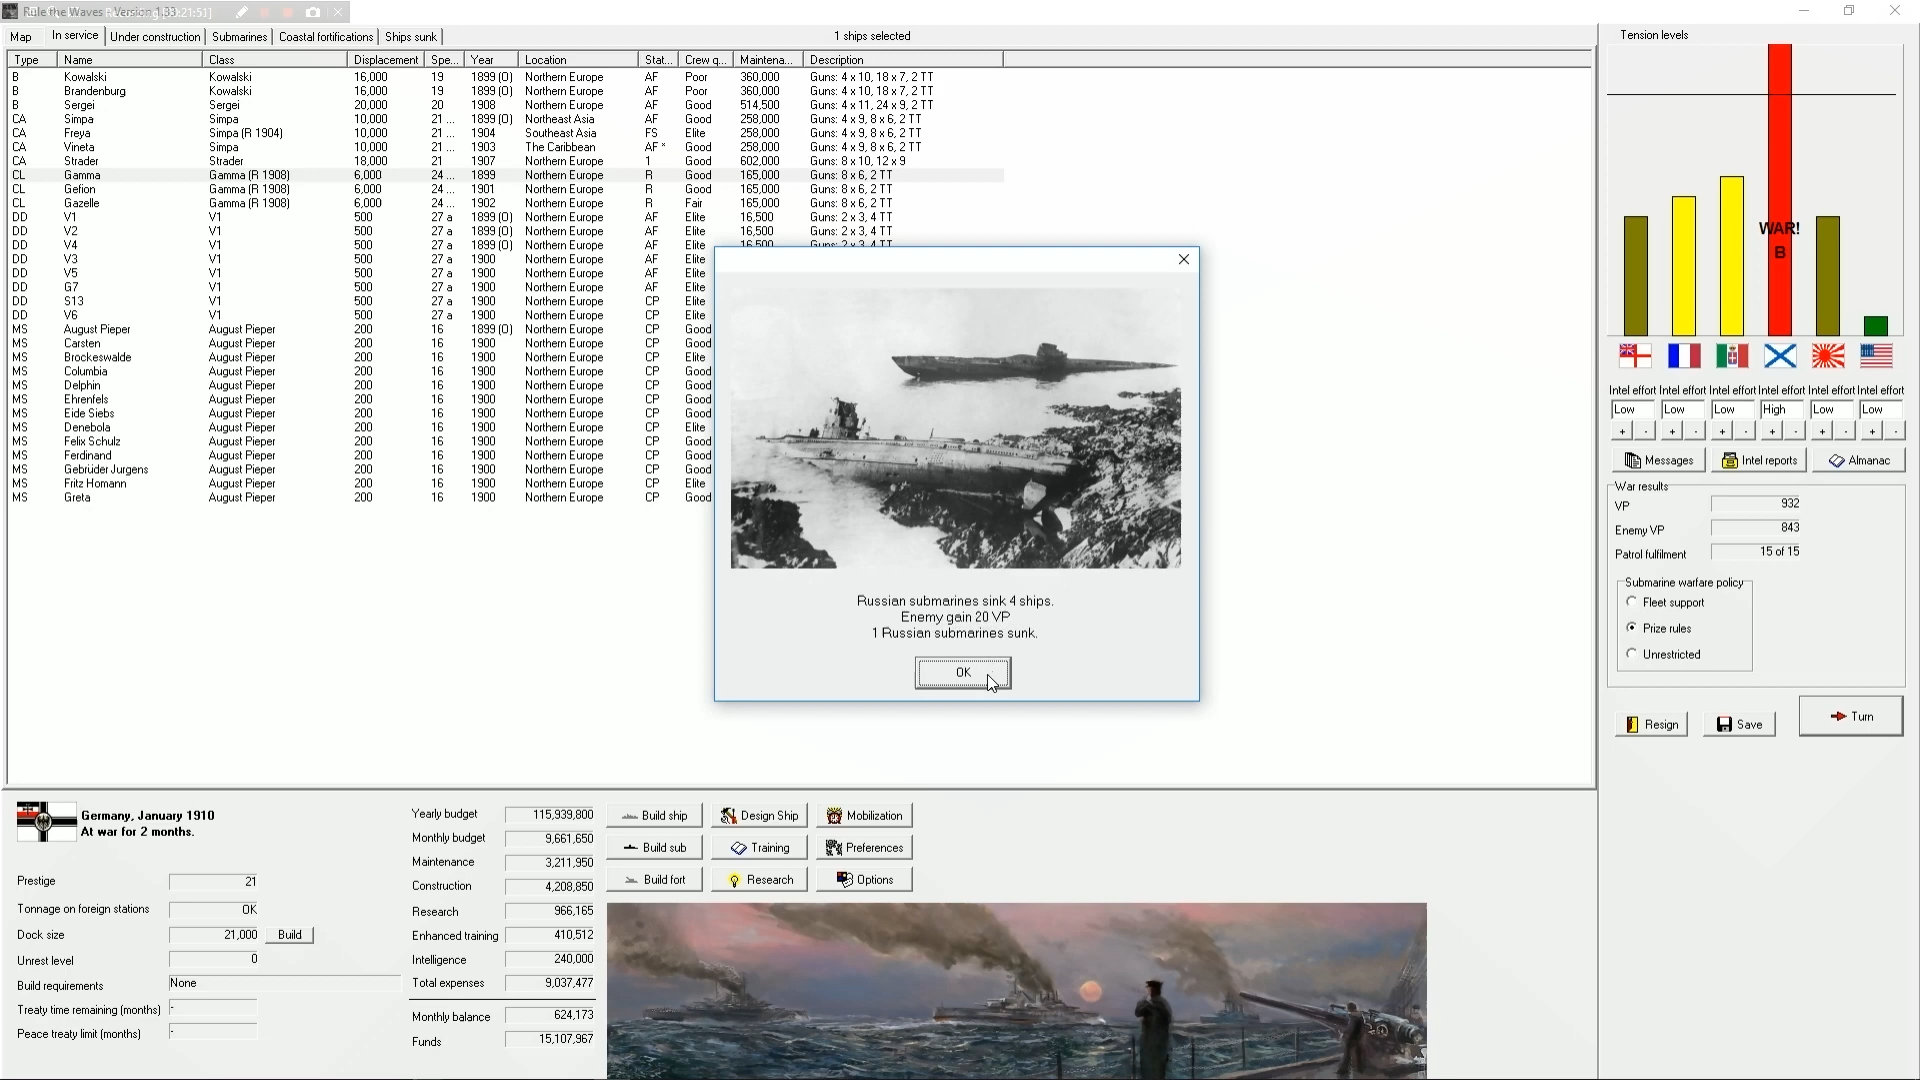 Rule the Waves - Version 1.33
Map In service Under construction Submarines Coastal fortifications Ships sunk 1 ships selected
Type Name Class Displacement Spe... Year Location Stat... Crew q... Maintena... Description
B Kowalski Kowalski 16,000 19 1899 (O) Northern Europe AF Poor 360,000 Guns: 4 x 10, 18 x 7, 2 TT
B Brandenburg Kowalski 16,000 19 1899 (O) Northern Europe AF Poor 360,000 Guns: 4 x 10, 18 x 7, 2 TT
B Sergei Sergei 20,000 20 1908 Northern Europe AF Good 514,500 Guns: 4 x 11, 24 x 9, 2 TT
CA Simpa Simpa 10,000 21 ... 1899 (O) Northeast Asia AF Good 258,000 Guns: 4 x 9, 8 x 6, 2 TT
CA Freya Simpa (R 1904) 10,000 21 ... 1904 Southeast Asia FS Elite 258,000 Guns: 4 x 9, 8 x 6, 2 TT
CA Vineta Simpa 10,000 21 ... 1903 The Caribbean AF * Good 258,000 Guns: 4 x 9, 8 x 6, 2 TT
CA Strader Strader 18,000 21 1907 Northern Europe 1 Good 602,000 Guns: 8 x 10, 12 x 9
CL Gamma Gamma (R 1908) 6,000 24 ... 1899 Northern Europe R Good 165,000 Guns: 8 x 6, 2 TT
CL Gefion Gamma (R 1908) 6,000 24 ... 1901 Northern Europe R Good 165,000 Guns: 8 x 6, 2 TT
CL Gazelle Gamma (R 1908) 6,000 24 ... 1902 Northern Europe R Fair 165,000 Guns: 8 x 6, 2 TT
DD V1 V1 500 27 a 1899 (O) Northern Europe AF Elite 16,500 Guns: 2 x 3, 4 TT
DD V2 V1 500 27 a 1899 (O) Northern Europe AF Elite 16,500 Guns: 2 x 3, 4 TT
DD V4 V1 500 27 a 1899 (O) Northern Europe AF Elite 16,500 Guns: 2 x 3, 4 TT
DD V3 V1 500 27 a 1900 Northern Europe AF Elite
DD V5 V1 500 27 a 1900 Northern Europe AF Elite
DD G7 V1 500 27 a 1900 Northern Europe AF Elite
DD S13 V1 500 27 a 1900 Northern Europe CP Elite
DD V6 V1 500 27 a 1900 Northern Europe CP Elite
MS August Pieper August Pieper 200 16 1899 (O) Northern Europe CP Good
MS Carsten August Pieper 200 16 1900 Northern Europe CP Good
MS Brockeswalde August Pieper 200 16 1900 Northern Europe CP Elite
MS Columbia August Pieper 200 16 1900 Northern Europe CP Good
MS Delphin August Pieper 200 16 1900 Northern Europe CP Good
MS Ehrenfels August Pieper 200 16 1900 Northern Europe CP Good
MS Eide Siebs August Pieper 200 16 1900 Northern Europe CP Good
MS Denebola August Pieper 200 16 1900 Northern Europe CP Elite
MS Felix Schulz August Pieper 200 16 1900 Northern Europe CP Good
MS Ferdinand August Pieper 200 16 1900 Northern Europe CP Good
MS Gebrüder Jurgens August Pieper 200 16 1900 Northern Europe CP Good
MS Fritz Homann August Pieper 200 16 1900 Northern Europe CP Elite
MS Greta August Pieper 200 16 1900 Northern Europe CP Good
Russian submarines sink 4 ships.
Enemy gain 20 VP
1 Russian submarines sunk.
OK
Tension levels
WAR!
B
Intel effort Intel effort Intel effort Intel effort Intel effort Intel effort
Low Low Low High Low Low
+ - + - + - + - + - + -
Messages Intel reports Almanac
War results
VP 932
Enemy VP 843
Patrol fulfilment 15 of 15
Submarine warfare policy
Fleet support
Prize rules
Unrestricted
Resign Save Turn
Germany, January 1910
At war for 2 months.
Prestige 21
Tonnage on foreign stations OK
Dock size 21,000 Build
Unrest level 0
Build requirements None
Treaty time remaining (months) -
Peace treaty limit (months) -
Yearly budget 115,939,800
Monthly budget 9,661,650
Maintenance 3,211,950
Construction 4,208,850
Research 966,165
Enhanced training 410,512
Intelligence 240,000
Total expenses 9,037,477
Monthly balance 624,173
Funds 15,107,967
Build ship Design Ship Mobilization
Build sub Training Preferences
Build fort Research Options